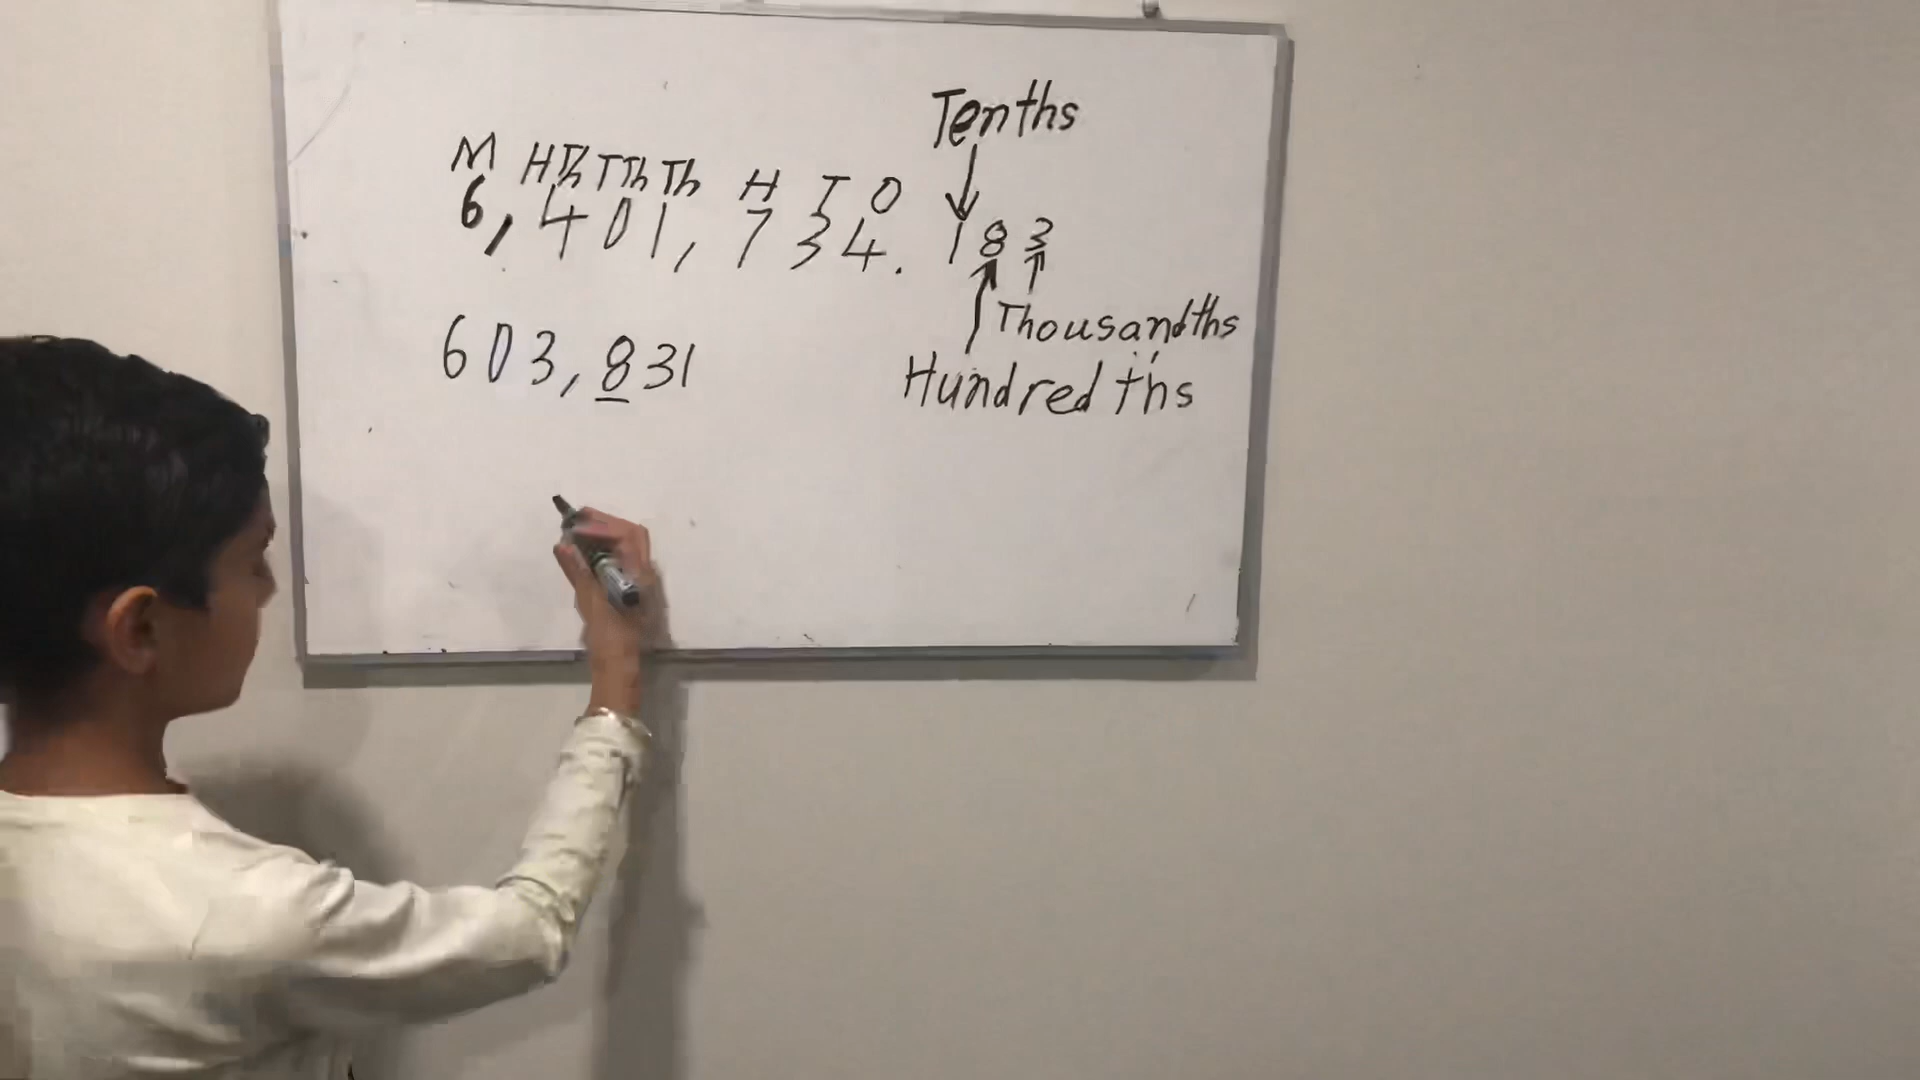 Tenths
M HTh TTh Th H T O
6, 401, 734. 183
603, 831
Thousandths
Hundredths